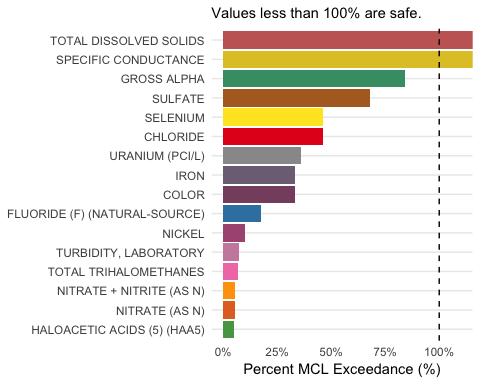 Values less than 100% are safe.
TOTAL DISSOLVED SOLIDS
SPECIFIC CONDUCTANCE
GROSS ALPHA
SULFATE
SELENIUM
CHLORIDE
URANIUM (PCI/L)
IRON
COLOR
FLUORIDE (F) (NATURAL-SOURCE)
NICKEL
TURBIDITY, LABORATORY
TOTAL TRIHALOMETHANES
NITRATE + NITRITE (AS N)
NITRATE (AS N)
HALOACETIC ACIDS (5) (HAA5)
0% 25% 50% 75% 100%
Percent MCL Exceedance (%)